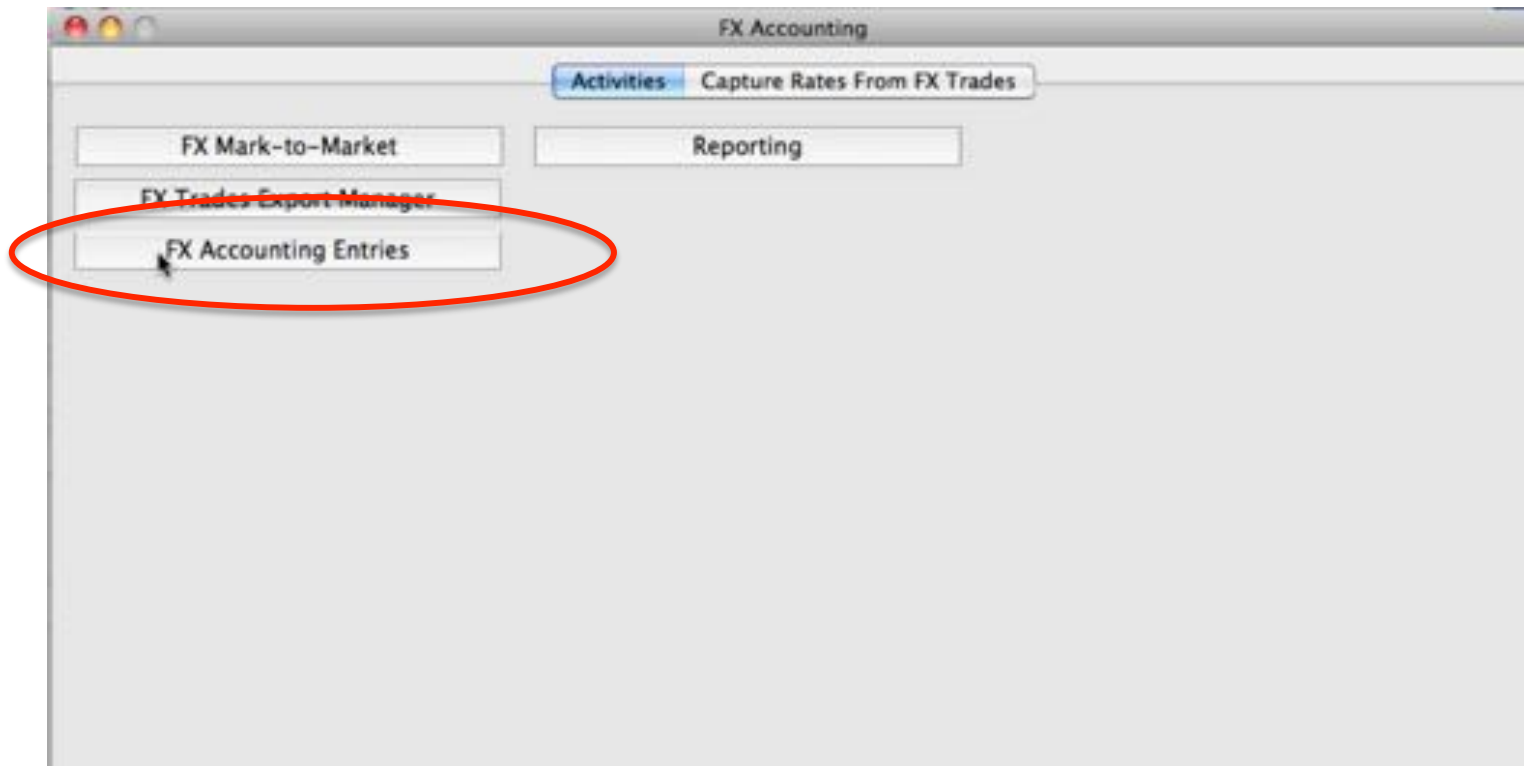 FX Accounting
Activities Capture Rates From FX Trades
FX Mark-to-Market Reporting
FX Trades Export Manager
FX Accounting Entries